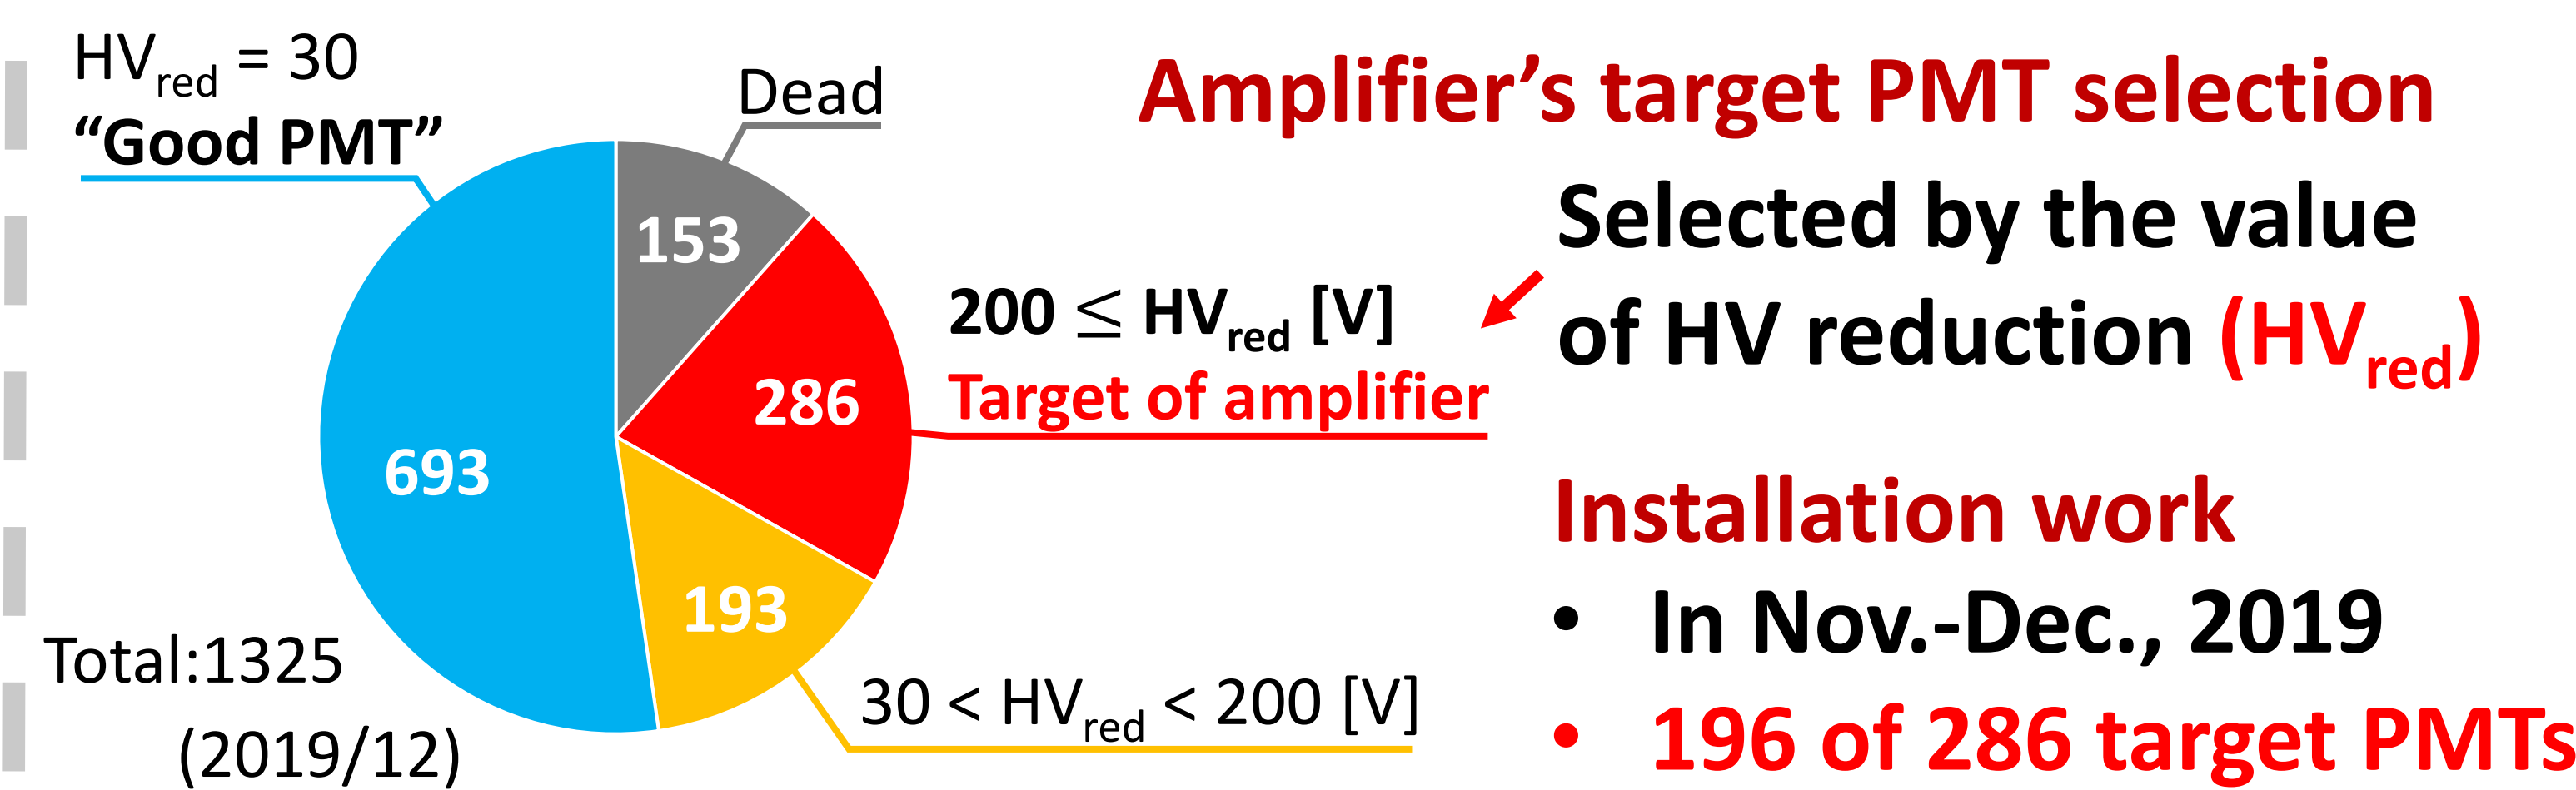 HVred = 30
“Good PMT”
Dead
153
286
193
693
200 ≤ HVred [V]
Target of amplifier
30 < HVred < 200 [V]
Total:1325
(2019/12)
Amplifier’s target PMT selection
Selected by the value
of HV reduction (HVred)
Installation work
• In Nov.-Dec., 2019
• 196 of 286 target PMTs